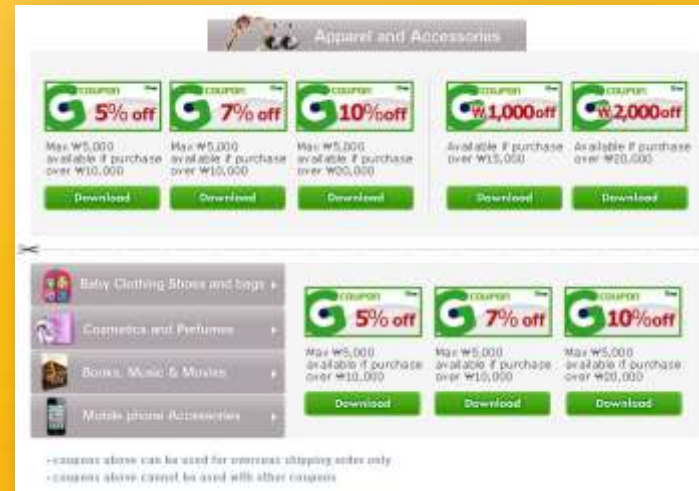 Apparel and Accessories
COUPON
5% off
COUPON
7% off
COUPON
10%off
COUPON
₩1,000off
COUPON
₩2,000off
Max ₩5,000
available if purchase
over ₩10,000
Max ₩5,000
available if purchase
over ₩10,000
Max ₩5,000
available if purchase
over ₩20,000
Available if purchase
over ₩15,000
Available if purchase
over ₩20,000
Download
Download
Download
Download
Download
Baby Clothing Shoes and bags
Cosmetics and Perfumes
Books, Music & Movies
Mobile phone Accessories
COUPON
5% off
COUPON
7% off
COUPON
10%off
Max ₩5,000
available if purchase
over ₩10,000
Max ₩5,000
available if purchase
over ₩10,000
Max ₩5,000
available if purchase
over ₩20,000
Download
Download
Download
-coupons above can be used for overseas shipping order only
-coupons above cannot be used with other coupons